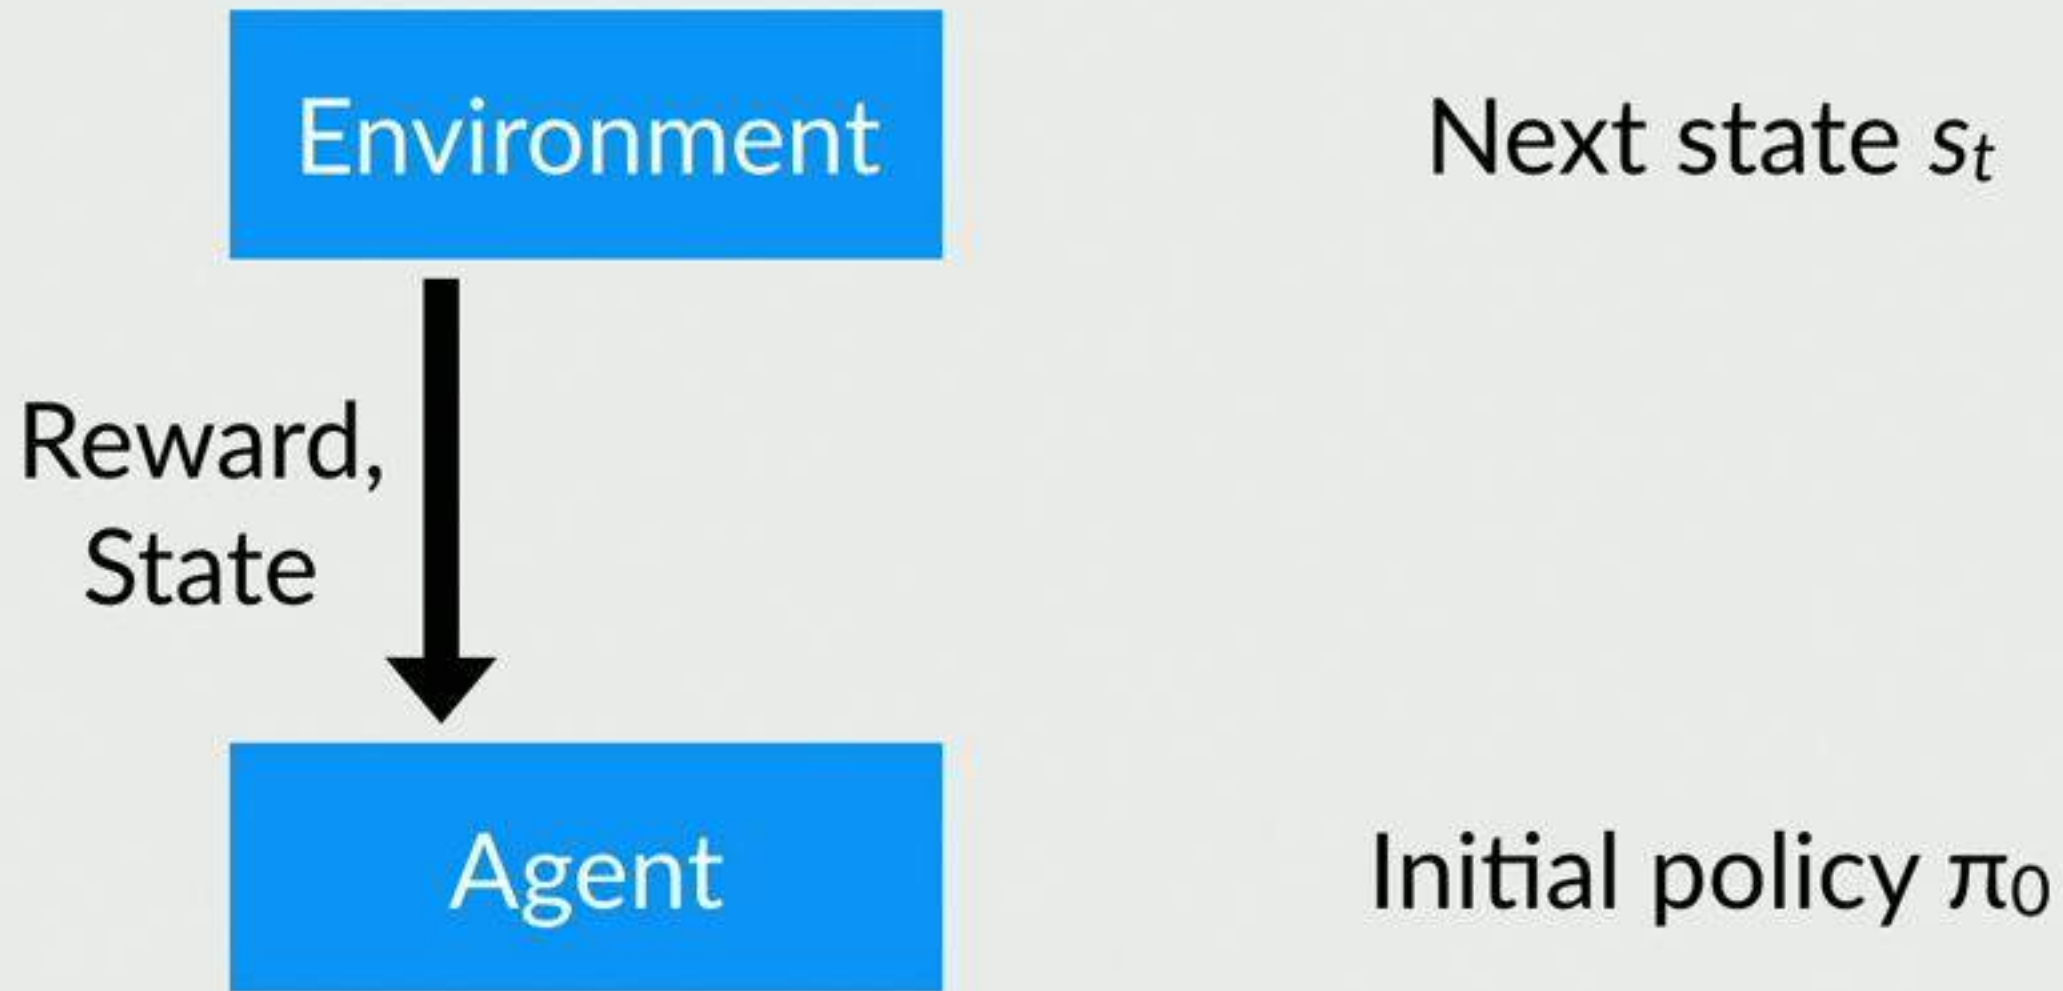 Environment
Next state sₜ
Reward,
State
Agent
Initial policy π₀